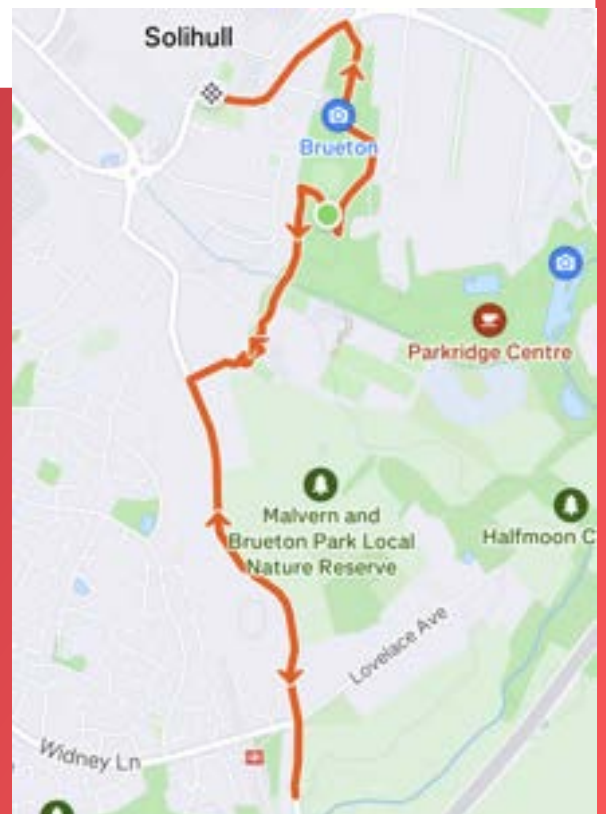 Solihull
Brueton
Parkridge Centre
Malvern and
Brueton Park Local
Nature Reserve
Halfmoon C
Lovelace Ave
Widney Ln